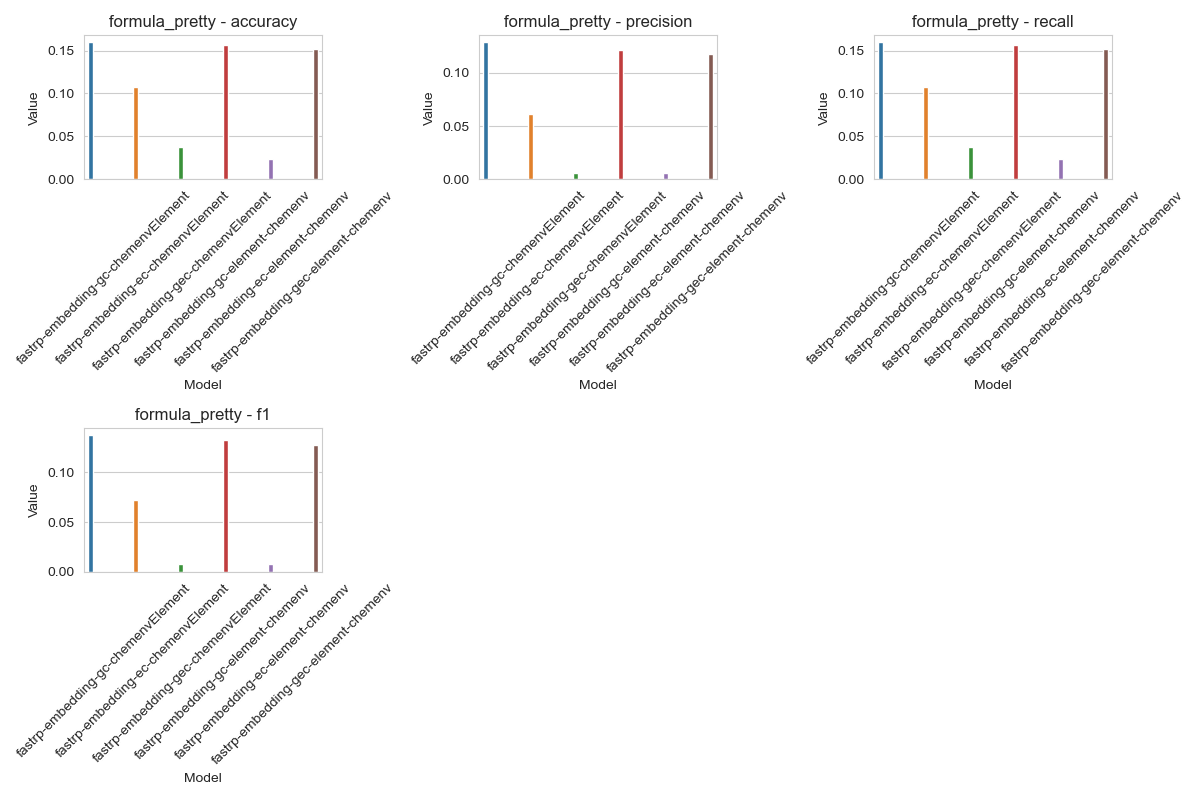 formula_pretty - accuracy
Value
0.15
0.10
0.05
0.00
fastrp-embedding-gc-chemenvElement
fastrp-embedding-ec-chemenvElement
fastrp-embedding-gec-chemenvElement
fastrp-embedding-gc-element-chemenv
fastrp-embedding-ec-element-chemenv
fastrp-embedding-gec-element-chemenv
Model
formula_pretty - precision
Value
0.10
0.05
0.00
fastrp-embedding-gc-chemenvElement
fastrp-embedding-ec-chemenvElement
fastrp-embedding-gec-chemenvElement
fastrp-embedding-gc-element-chemenv
fastrp-embedding-ec-element-chemenv
fastrp-embedding-gec-element-chemenv
Model
formula_pretty - recall
Value
0.15
0.10
0.05
0.00
fastrp-embedding-gc-chemenvElement
fastrp-embedding-ec-chemenvElement
fastrp-embedding-gec-chemenvElement
fastrp-embedding-gc-element-chemenv
fastrp-embedding-ec-element-chemenv
fastrp-embedding-gec-element-chemenv
Model
formula_pretty - f1
Value
0.10
0.05
0.00
fastrp-embedding-gc-chemenvElement
fastrp-embedding-ec-chemenvElement
fastrp-embedding-gec-chemenvElement
fastrp-embedding-gc-element-chemenv
fastrp-embedding-ec-element-chemenv
fastrp-embedding-gec-element-chemenv
Model